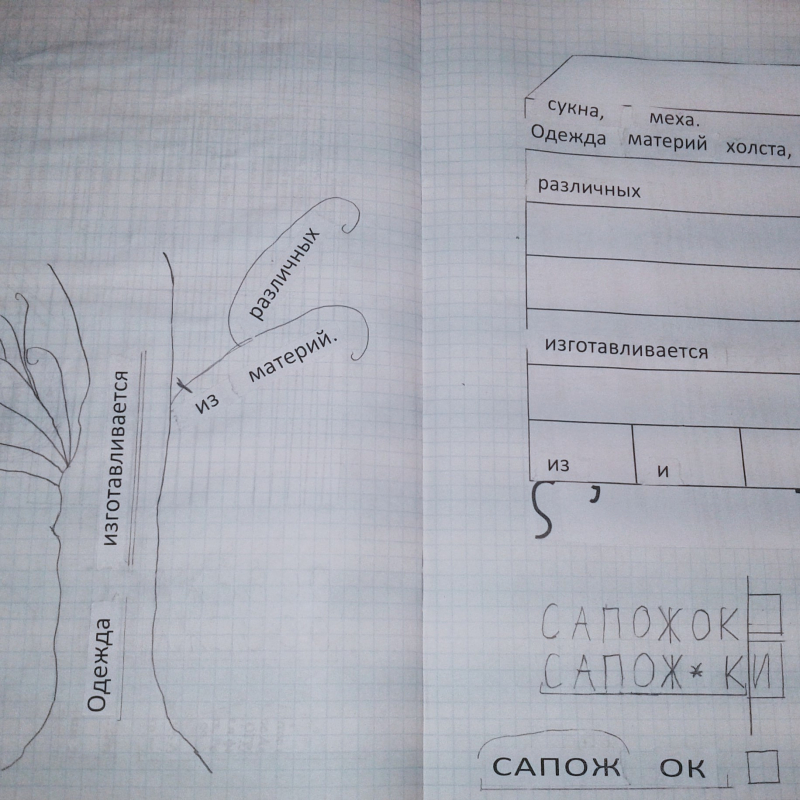 различных
из материй.
изготавливается
Одежда
сукна, меха.
Одежда материй холста,
различных
изготавливается
из и
,
САПОЖОК
САПОЖ* КИ
САПОЖ ОК